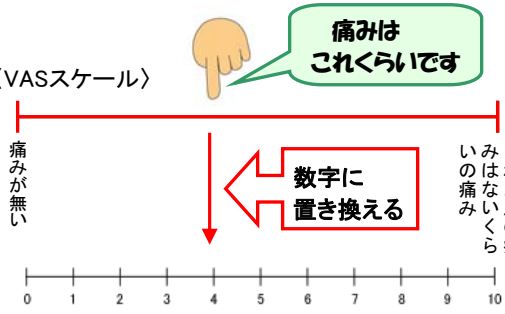 痛みは
これくらいです
〈VASスケール〉
痛みが無い
みはないくら
いの痛み
数字に
置き換える
0 1 2 3 4 5 6 7 8 9 10